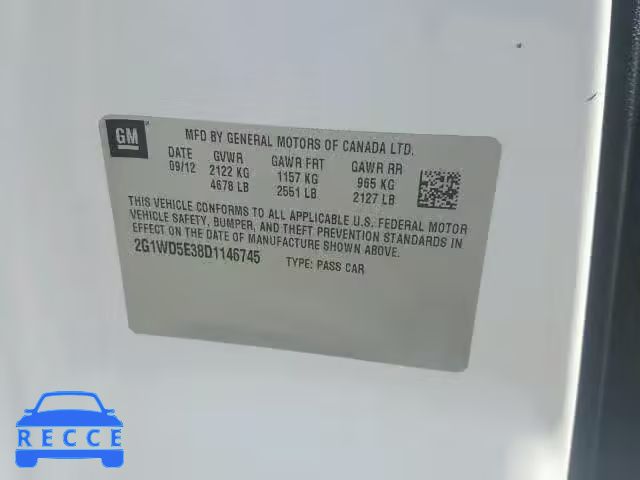 GM
MFD BY GENERAL MOTORS OF CANADA LTD.
DATE GVWR GAWR FRT GAWR RR
09/12 2122 KG 1157 KG 965 KG
4678 LB 2551 LB 2127 LB
THIS VEHICLE CONFORMS TO ALL APPLICABLE U.S. FEDERAL MOTOR
VEHICLE SAFETY, BUMPER, AND THEFT PREVENTION STANDARDS IN
EFFECT ON THE DATE OF MANUFACTURE SHOWN ABOVE.
2G1WD5E38D1146745 TYPE: PASS CAR
RECCE